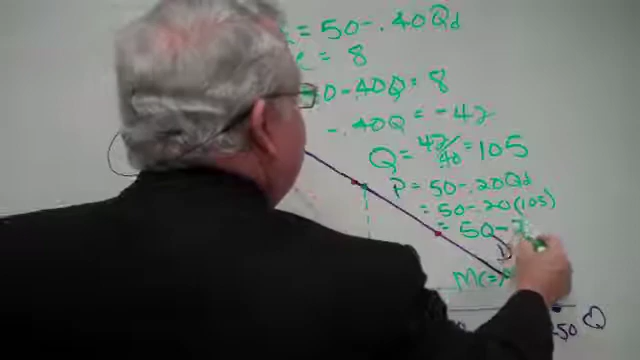 = 50 - .40Qd
= 8
0 - .40Q = 8
- .40Q = - 42
Q = 42/.40 = 105
P = 50 - .20Qd
= 50 - .20(105)
= 50 - 2
D
MC =
50 Q